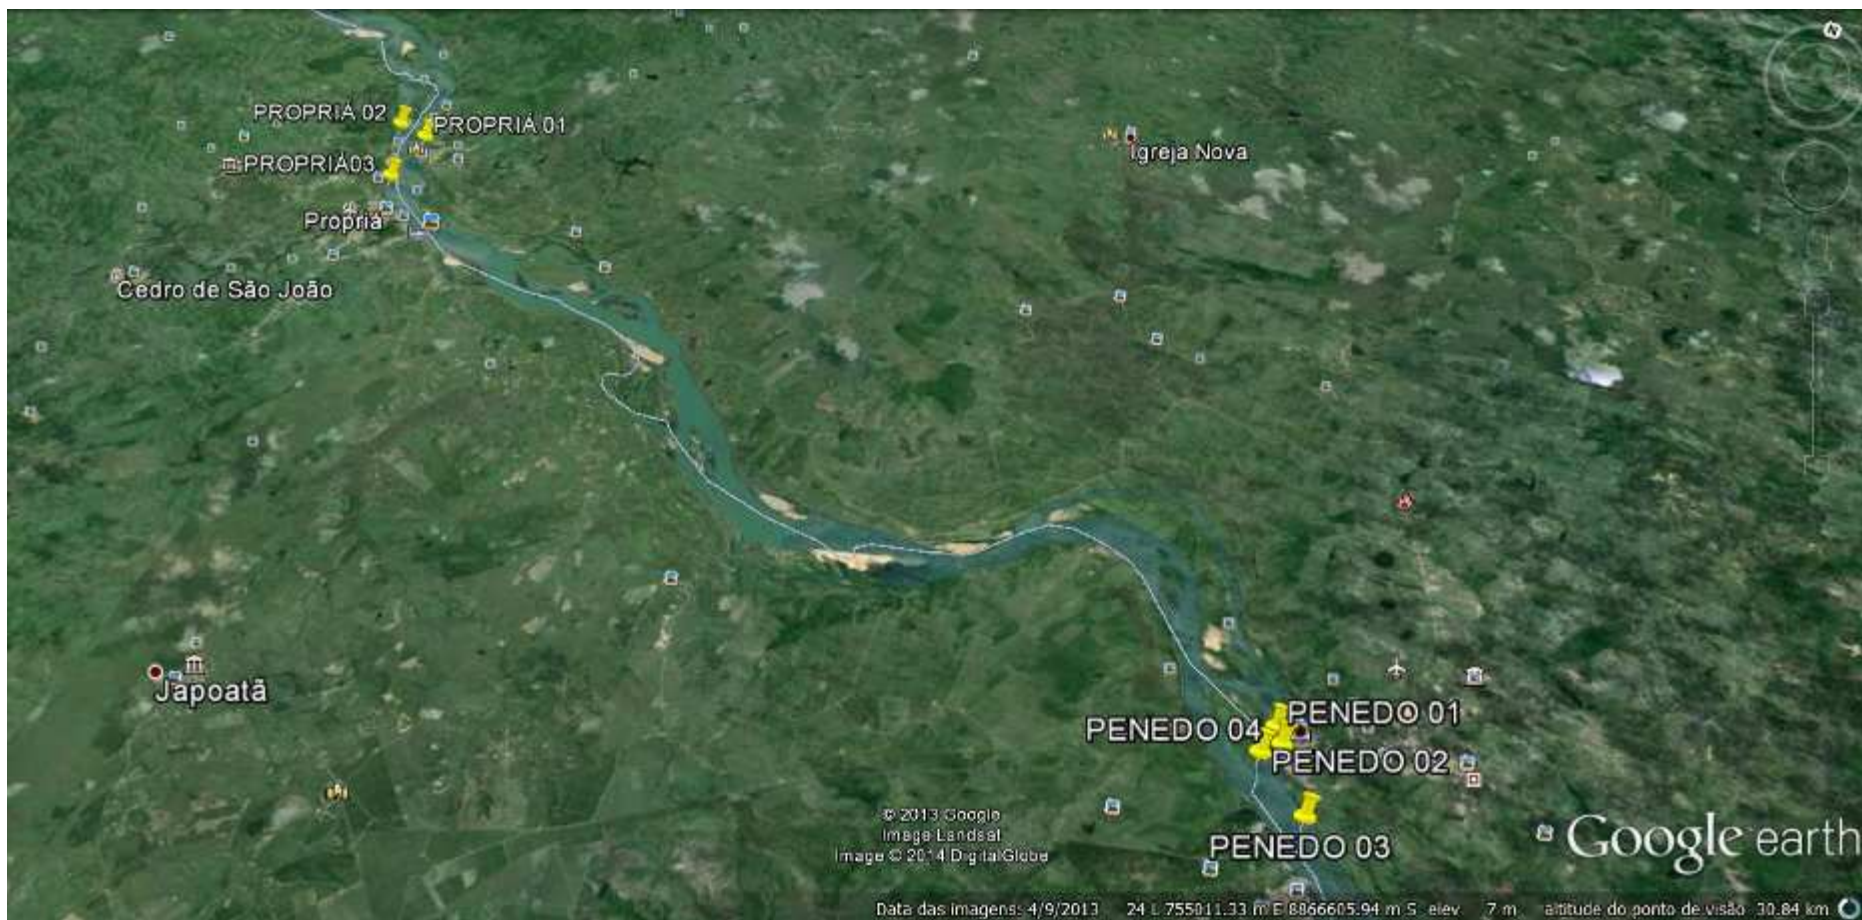 N
PROPRIA 02
PROPRIÁ 01
PROPRIÁ03
Igreja Nova
Propria
Cedro de São João
Japoatã
PENEDO 01
PENEDO 04
PENEDO 02
PENEDO 03
© 2013 Google
Image Landsat
Image © 2014 DigitalGlobe
Google earth
Data das imagens: 4/9/2013 24 L 755011.33 m E 8866605.94 m S elev 7 m altitude do ponto de visão 30.84 km